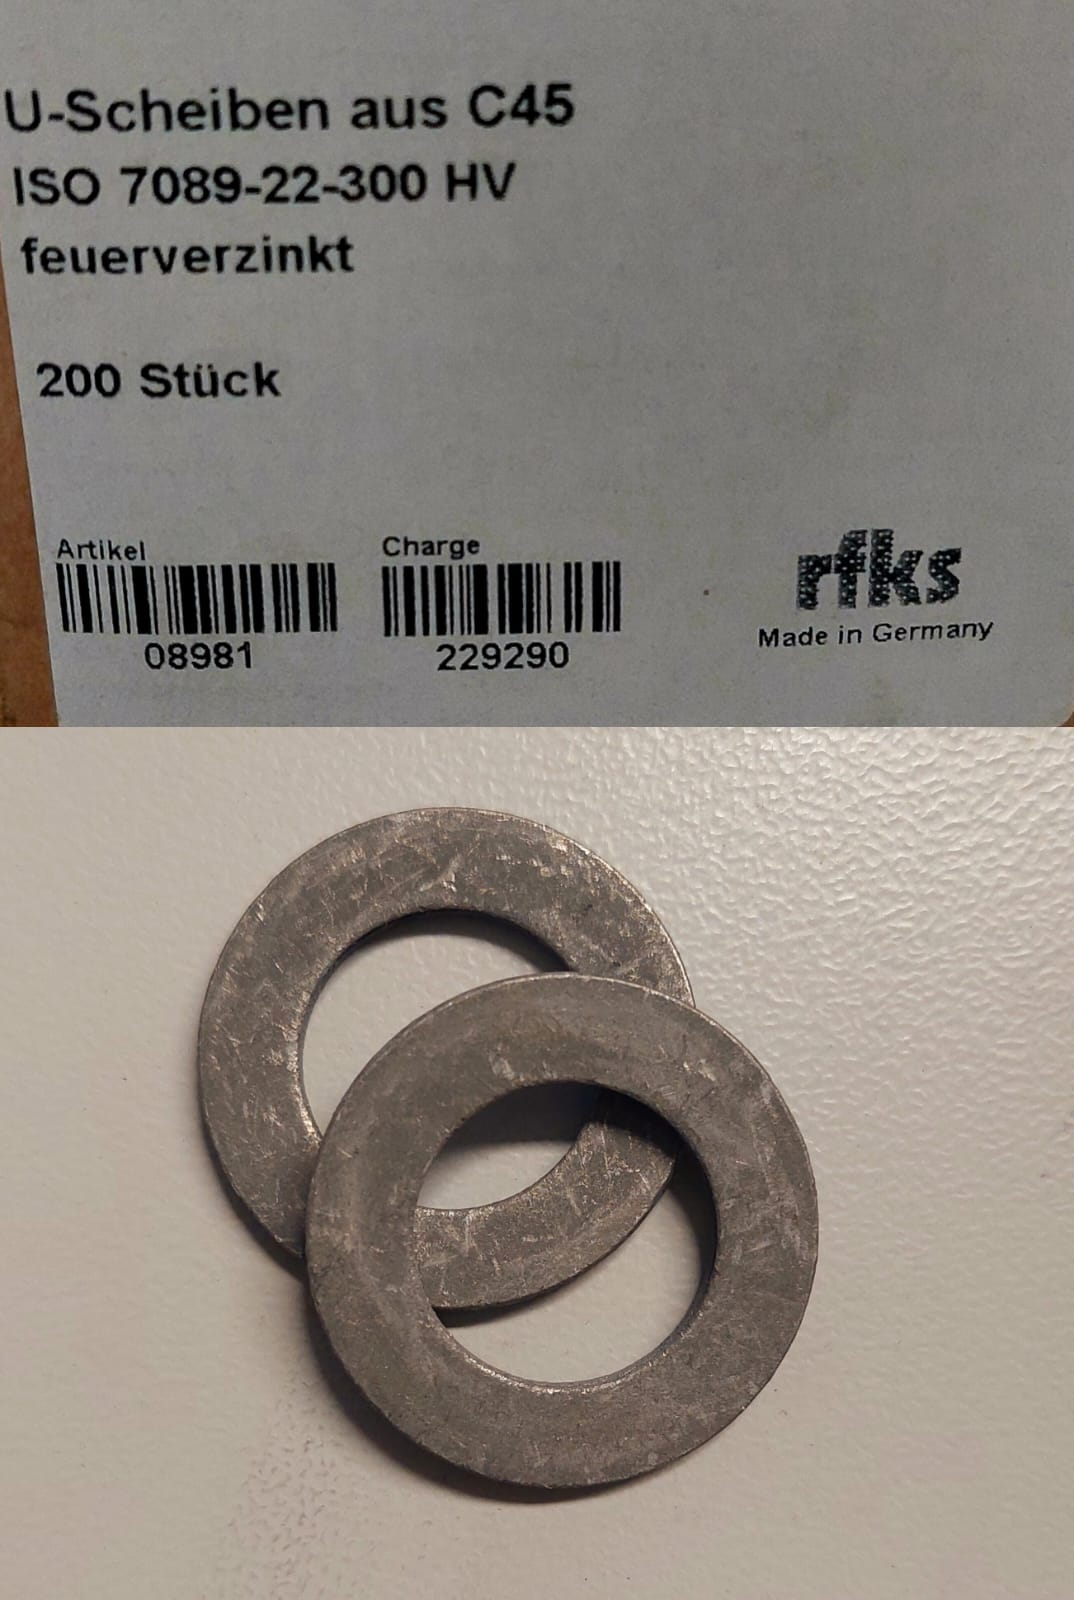 U-Scheiben aus C45
ISO 7089-22-300 HV
feuerverzinkt
200 Stück
Artikel
08981
Charge
229290
rfks
Made in Germany